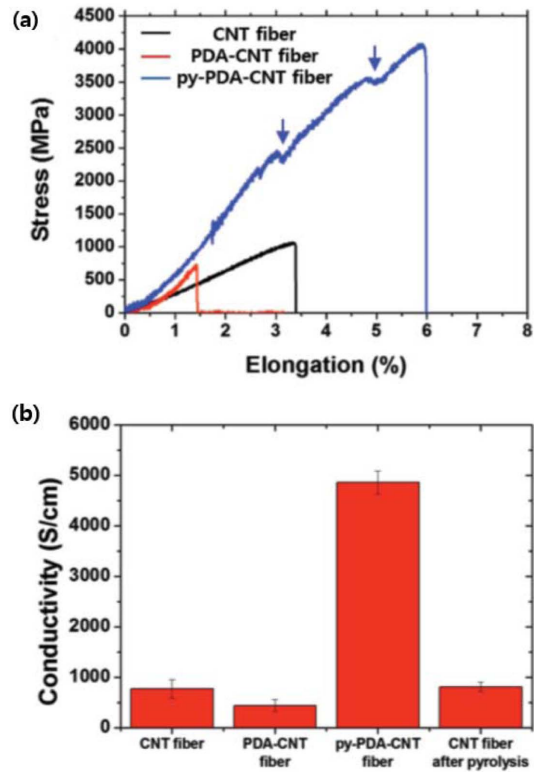 (a)
4500
4000
3500
3000
2500
2000
1500
1000
500
0
Stress (MPa)
CNT fiber
PDA-CNT fiber
py-PDA-CNT fiber
0 1 2 3 4 5 6 7 8
Elongation (%)
(b)
6000
5000
4000
3000
2000
1000
0
Conductivity (S/cm)
CNT fiber PDA-CNT py-PDA-CNT CNT fiber
fiber fiber after pyrolysis